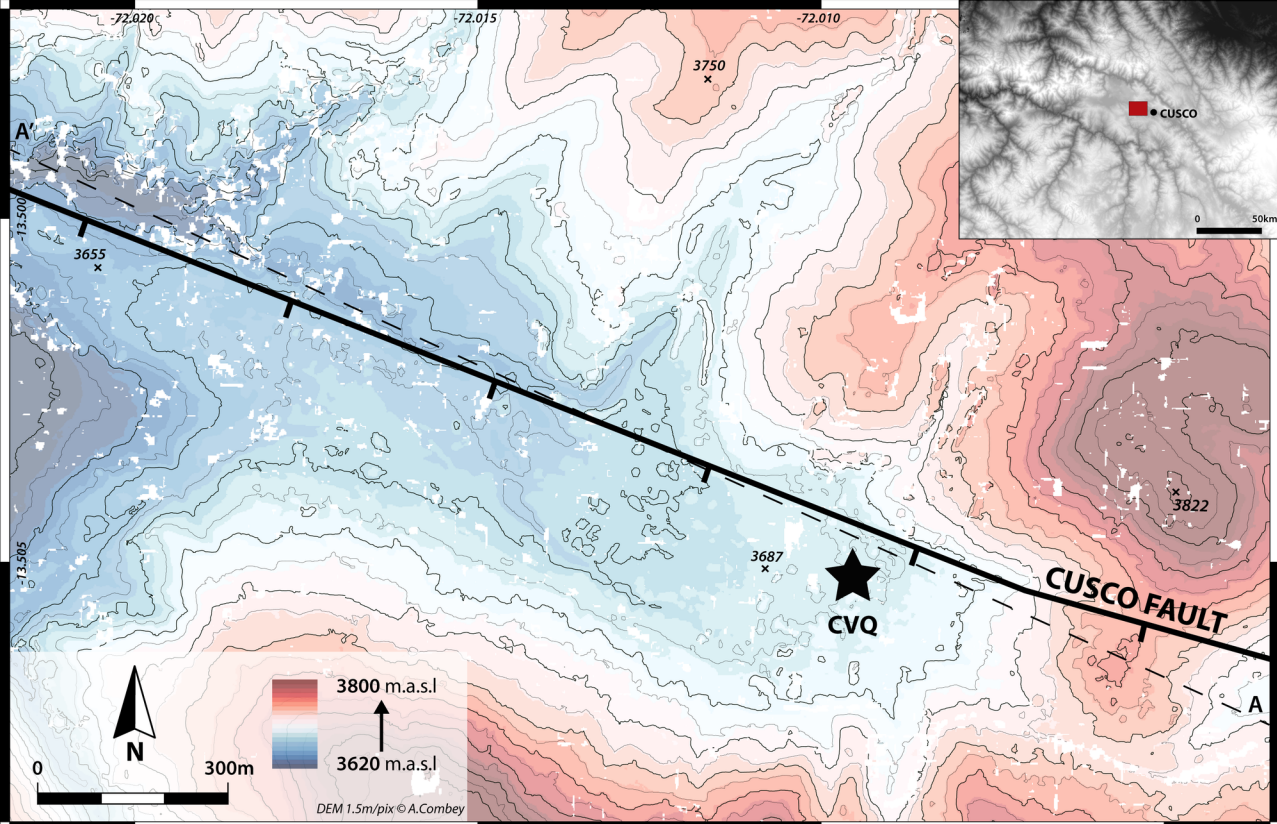 -72.020
-72.015
-72.010
3750
CUSCO
0
50km
A'
-13.500
3655
3822
-13.505
3687
CVQ
CUSCO FAULT
A
3800 m.a.s.l
3620 m.a.s.l
N
0
300m
DEM 1.5m/pix © A.Combey